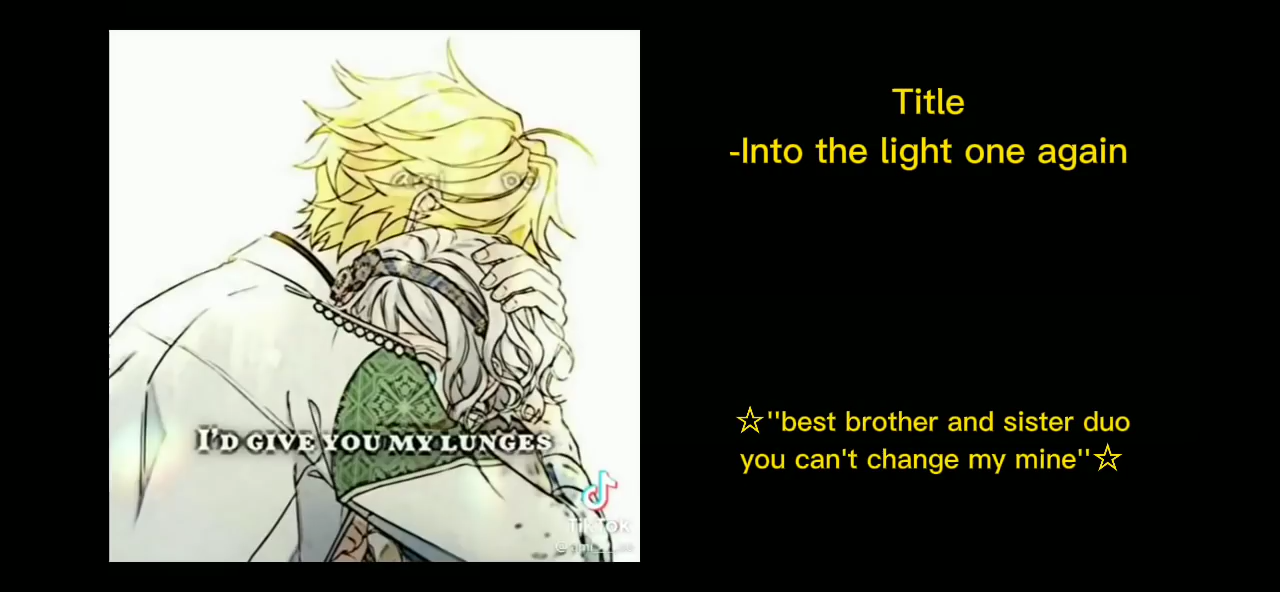 I'D GIVE YOU MY LUNGES
TikTok
Title
-Into the light one again
☆''best brother and sister duo
you can't change my mine''☆